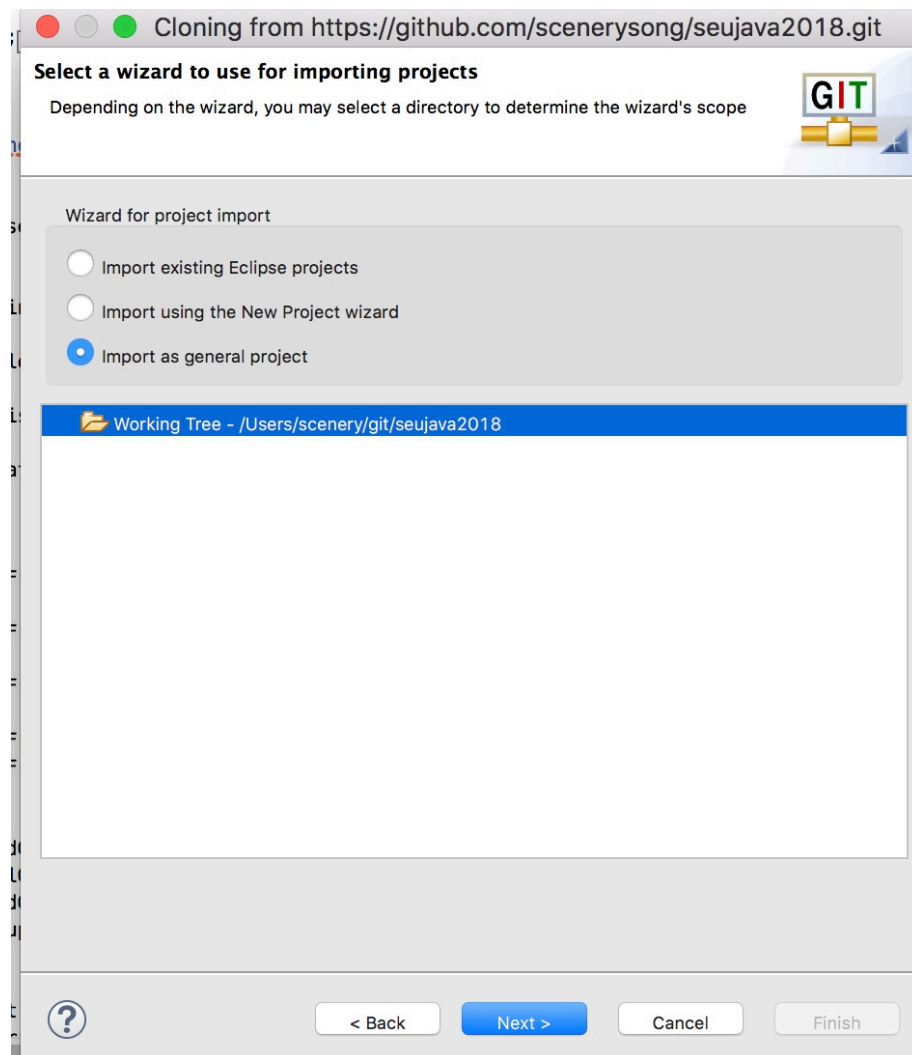 Cloning from https://github.com/scenerysong/seujava2018.git
Select a wizard to use for importing projects
Depending on the wizard, you may select a directory to determine the wizard's scope
GIT
Wizard for project import
Import existing Eclipse projects
Import using the New Project wizard
Import as general project
Working Tree - /Users/scenery/git/seujava2018
?
< Back
Next >
Cancel
Finish